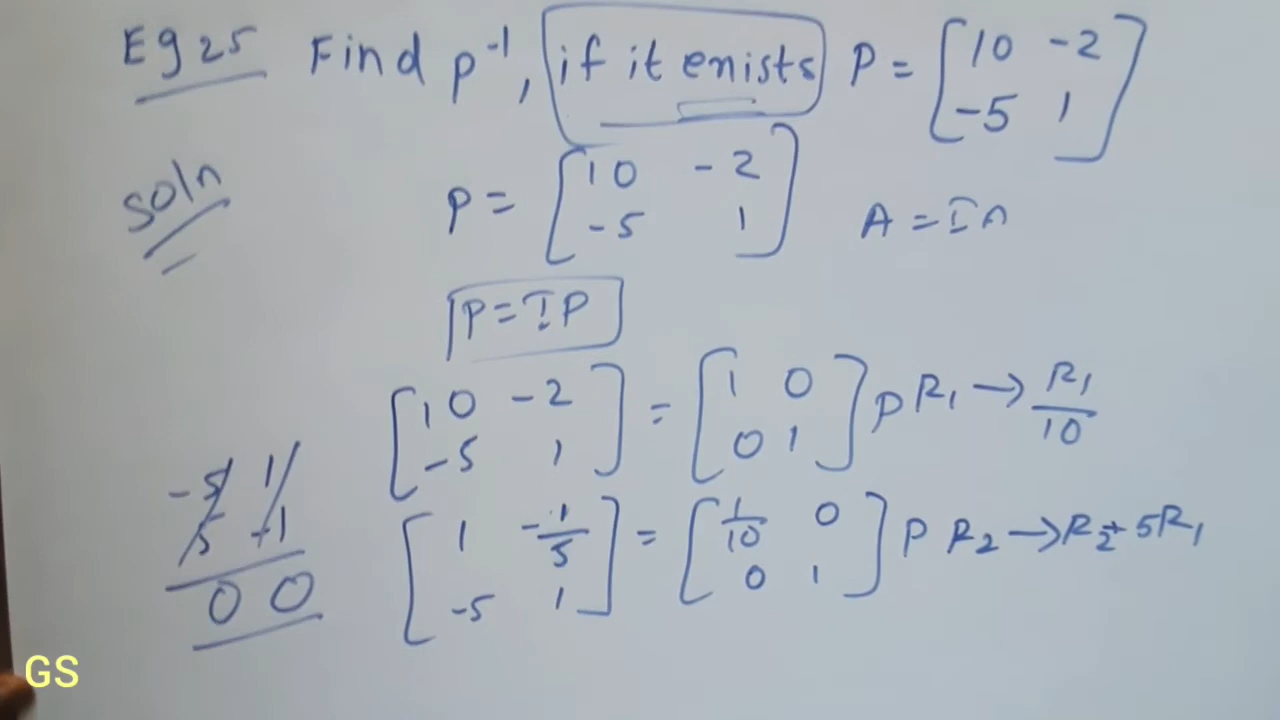 Eg 25 Find p⁻¹, if it enists P = [10 -2
-5 1]
Soln
P = [10 -2
-5 1] A = IA
P = IP
[10 -2
-5 1] = [1 0
0 1] P R₁ → R₁/10
-5 1
5 -1
0 0
[1 -1/5
-5 1] = [1/10 0
0 1] P R₂ → R₂ + 5R₁
GS